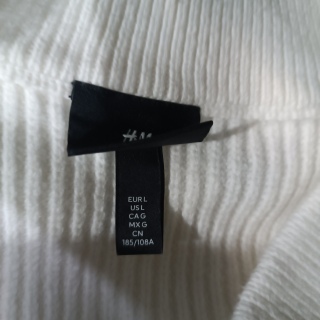 H&M
EUR L
US L
CA G
MX G
CN
185/108A